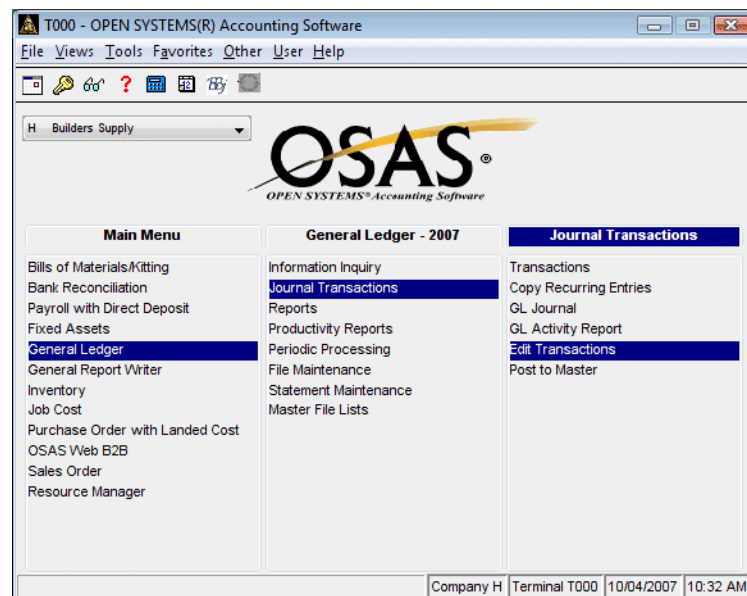 T000 - OPEN SYSTEMS(R) Accounting Software
File Views Tools Favorites Other User Help
H Builders Supply
OSAS®
OPEN SYSTEMS® Accounting Software
Main Menu
Bills of Materials/Kitting
Bank Reconciliation
Payroll with Direct Deposit
Fixed Assets
General Ledger
General Report Writer
Inventory
Job Cost
Purchase Order with Landed Cost
OSAS Web B2B
Sales Order
Resource Manager
General Ledger - 2007
Information Inquiry
Journal Transactions
Reports
Productivity Reports
Periodic Processing
File Maintenance
Statement Maintenance
Master File Lists
Journal Transactions
Transactions
Copy Recurring Entries
GL Journal
GL Activity Report
Edit Transactions
Post to Master
Company H Terminal T000 10/04/2007 10:32 AM